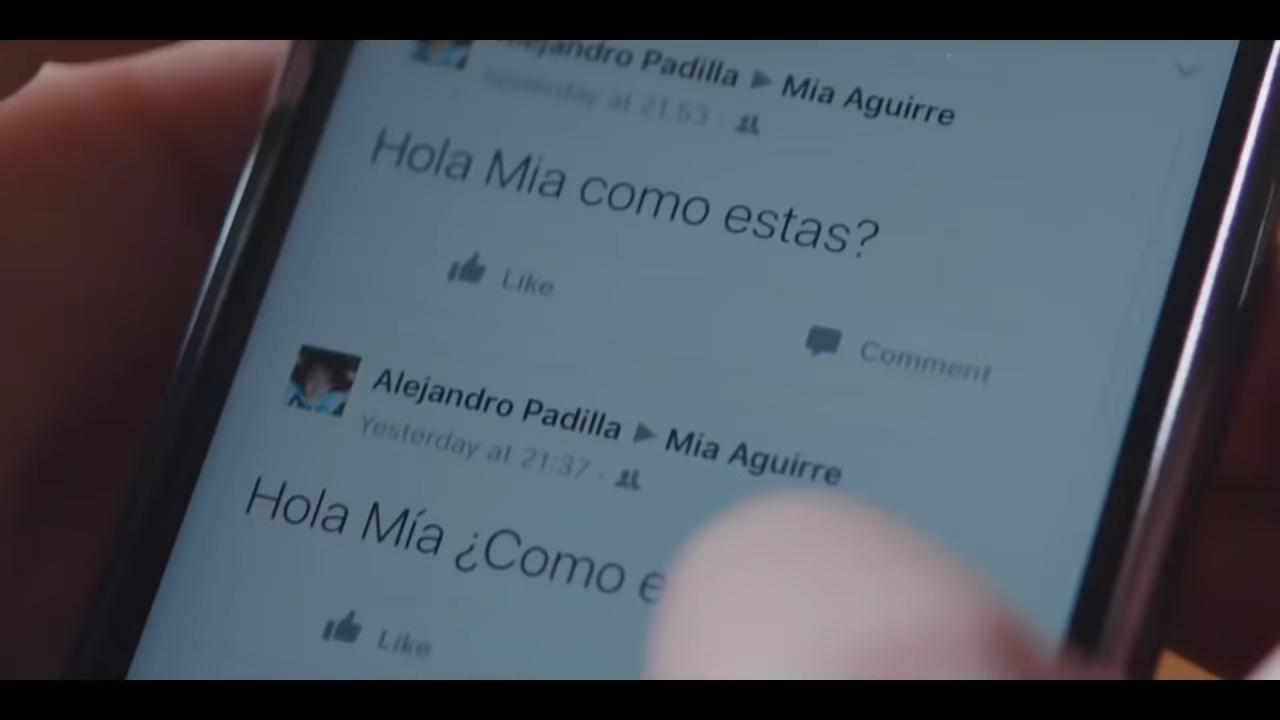 Alejandro Padilla ▶ Mia Aguirre
Yesterday at 21:53 ·
Hola Mia como estas?
Like
Comment
Alejandro Padilla ▶ Mia Aguirre
Yesterday at 21:37 ·
Hola Mía ¿Como
Like